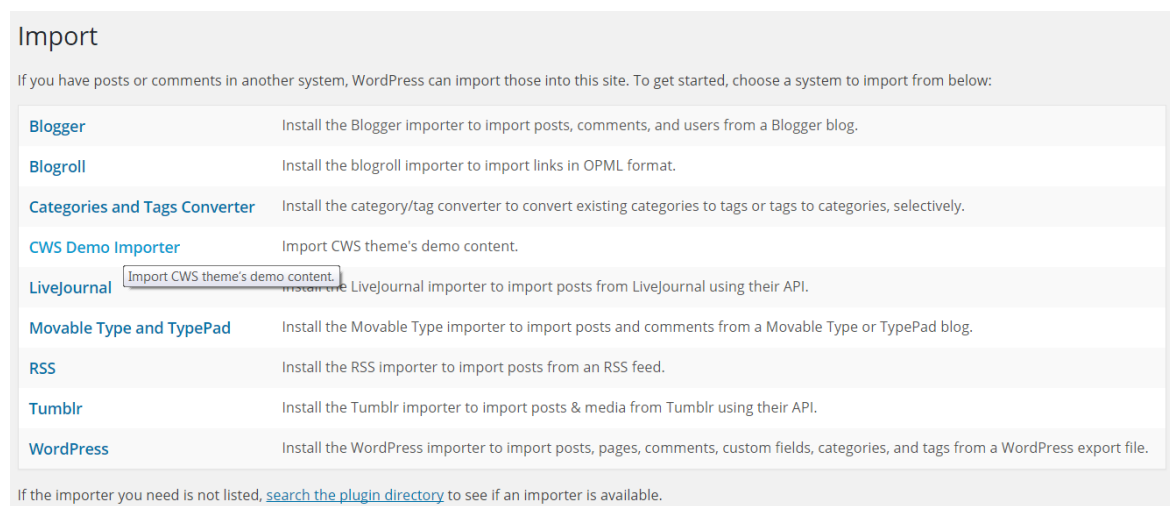 Import
If you have posts or comments in another system, WordPress can import those into this site. To get started, choose a system to import from below:
Blogger Install the Blogger importer to import posts, comments, and users from a Blogger blog.
Blogroll Install the blogroll importer to import links in OPML format.
Categories and Tags Converter Install the category/tag converter to convert existing categories to tags or tags to categories, selectively.
CWS Demo Importer Import CWS theme's demo content.
Import CWS theme's demo content.
LiveJournal Install the LiveJournal importer to import posts from LiveJournal using their API.
Movable Type and TypePad Install the Movable Type importer to import posts and comments from a Movable Type or TypePad blog.
RSS Install the RSS importer to import posts from an RSS feed.
Tumblr Install the Tumblr importer to import posts & media from Tumblr using their API.
WordPress Install the WordPress importer to import posts, pages, comments, custom fields, categories, and tags from a WordPress export file.
If the importer you need is not listed, search the plugin directory to see if an importer is available.